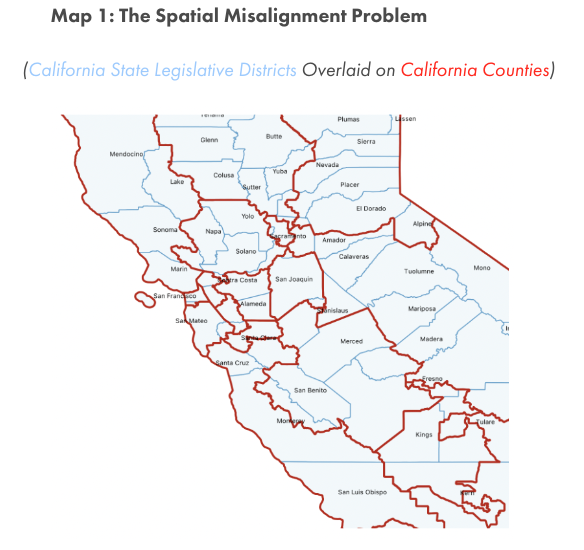 Map 1: The Spatial Misalignment Problem
(California State Legislative Districts Overlaid on California Counties)
Plumas
Lassen
Glenn
Butte
Sierra
Mendocino
Nevada
Lake
Colusa
Yuba
Placer
Sutter
El Dorado
Yolo
Alpine
Sonoma
Napa
Sacramento
Amador
Solano
Calaveras
Marin
Tuolumne
Mono
Contra Costa
San Joaquin
San Francisco
Alameda
Stanislaus
Mariposa
San Mateo
Santa Clara
Merced
Madera
Santa Cruz
Fresno
San Benito
Monterey
Tulare
Kings
San Luis Obispo
Kern